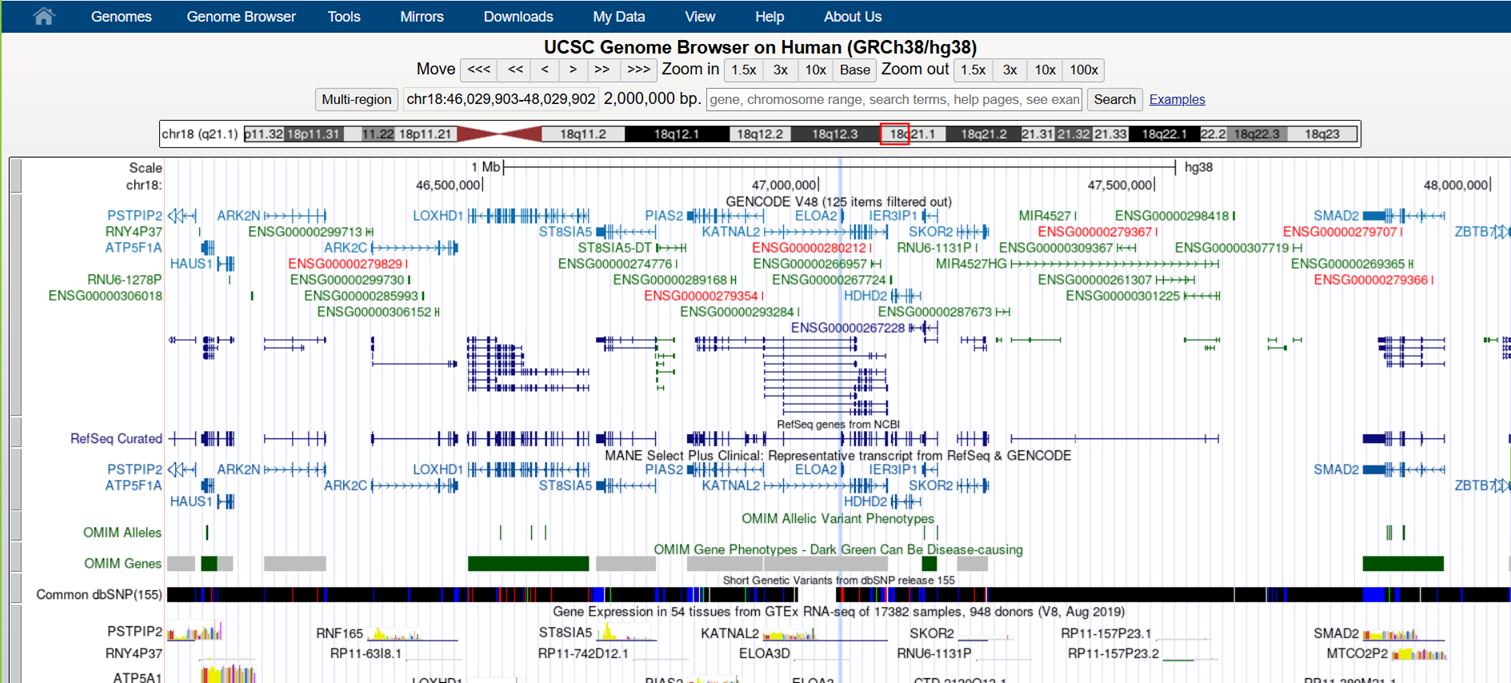 Genomes Genome Browser Tools Mirrors Downloads My Data View Help About Us
UCSC Genome Browser on Human (GRCh38/hg38)
Move <<< << < > >> >>> Zoom in 1.5x 3x 10x Base Zoom out 1.5x 3x 10x 100x
Multi-region chr18:46,029,903-48,029,902 2,000,000 bp. gene, chromosome range, search terms, help pages, see exan Search Examples
chr18 (q21.1) p11.32 18p11.31 11.22 18p11.21 18q11.2 18q12.1 18q12.2 18q12.3 18q21.1 18q21.2 21.31 21.32 21.33 18q22.1 22.2 18q22.3 18q23
Scale 1 Mb hg38
chr18: 46,500,000 47,000,000 47,500,000 48,000,000
GENCODE V48 (125 items filtered out)
PSTPIP2 ARK2N LOXHD1 PIAS2 ELOA2 IER3IP1 MIR4527 ENSG00000298418 SMAD2
RNY4P37 ENSG00000299713 ST8SIA5 KATNAL2 SKOR2 ENSG00000279367 ENSG00000279707 ZBTB7
ATP5F1A ARK2C ST8SIA5-DT ENSG00000280212 RNU6-1131P ENSG00000309367 ENSG00000307719
HAUS1 ENSG00000279829 ENSG00000274776 ENSG00000266957 MIR4527HG ENSG00000269365
RNU6-1278P ENSG00000299730 ENSG00000289168 ENSG00000267724 ENSG00000261307 ENSG00000279366
ENSG00000306018 ENSG00000285993 ENSG00000279354 HDHD2 ENSG00000301225
ENSG00000306152 ENSG00000293284 ENSG00000287673
ENSG00000267228
RefSeq genes from NCBI
RefSeq Curated
MANE Select Plus Clinical: Representative transcript from RefSeq & GENCODE
PSTPIP2 ARK2N LOXHD1 PIAS2 ELOA2 IER3IP1 SMAD2
ATP5F1A ARK2C ST8SIA5 KATNAL2 SKOR2 ZBTB7
HAUS1 HDHD2
OMIM Allelic Variant Phenotypes
OMIM Alleles
OMIM Gene Phenotypes - Dark Green Can Be Disease-causing
OMIM Genes
Short Genetic Variants from dbSNP release 155
Common dbSNP(155)
Gene Expression in 54 tissues from GTEx RNA-seq of 17382 samples, 948 donors (V8, Aug 2019)
PSTPIP2 RNF165 ST8SIA5 KATNAL2 SKOR2 RP11-157P23.1 SMAD2
RNY4P37 RP11-63I8.1 RP11-742D12.1 ELOA3D RNU6-1131P RP11-157P23.2 MTCO2P2
ATP5A1 LOXHD1 PIAS2